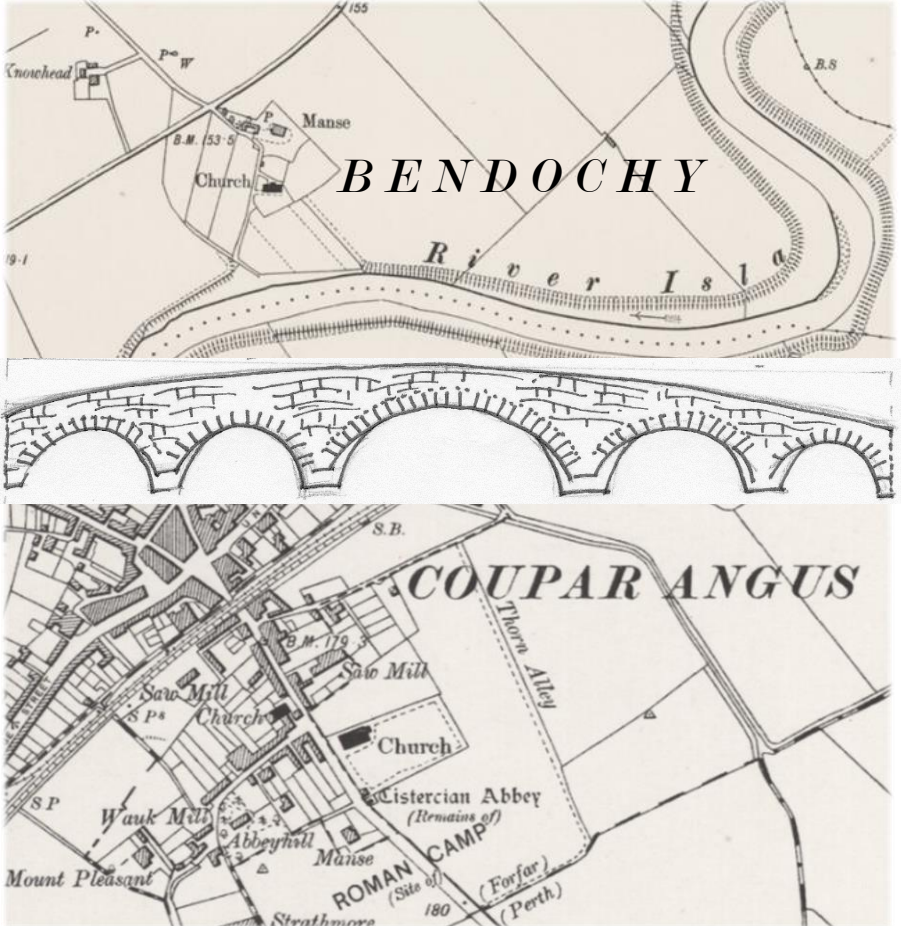 155
P.
P
W
Knowhead
B.S
P
Manse
B.M. 153·5
Church
BENDOCHY
River Isla
S.B.
COUPAR ANGUS
Thorn Alley
B.M. 179·3
Saw Mill
Saw Mill
Church
S Ps
Church
S P
Cistercian Abbey
(Remains of)
Wauk Mill
Abbeyhill
Manse
Mount Pleasant
ROMAN CAMP
(Site of)
(Forfar)
(Perth)
180
Strathmore